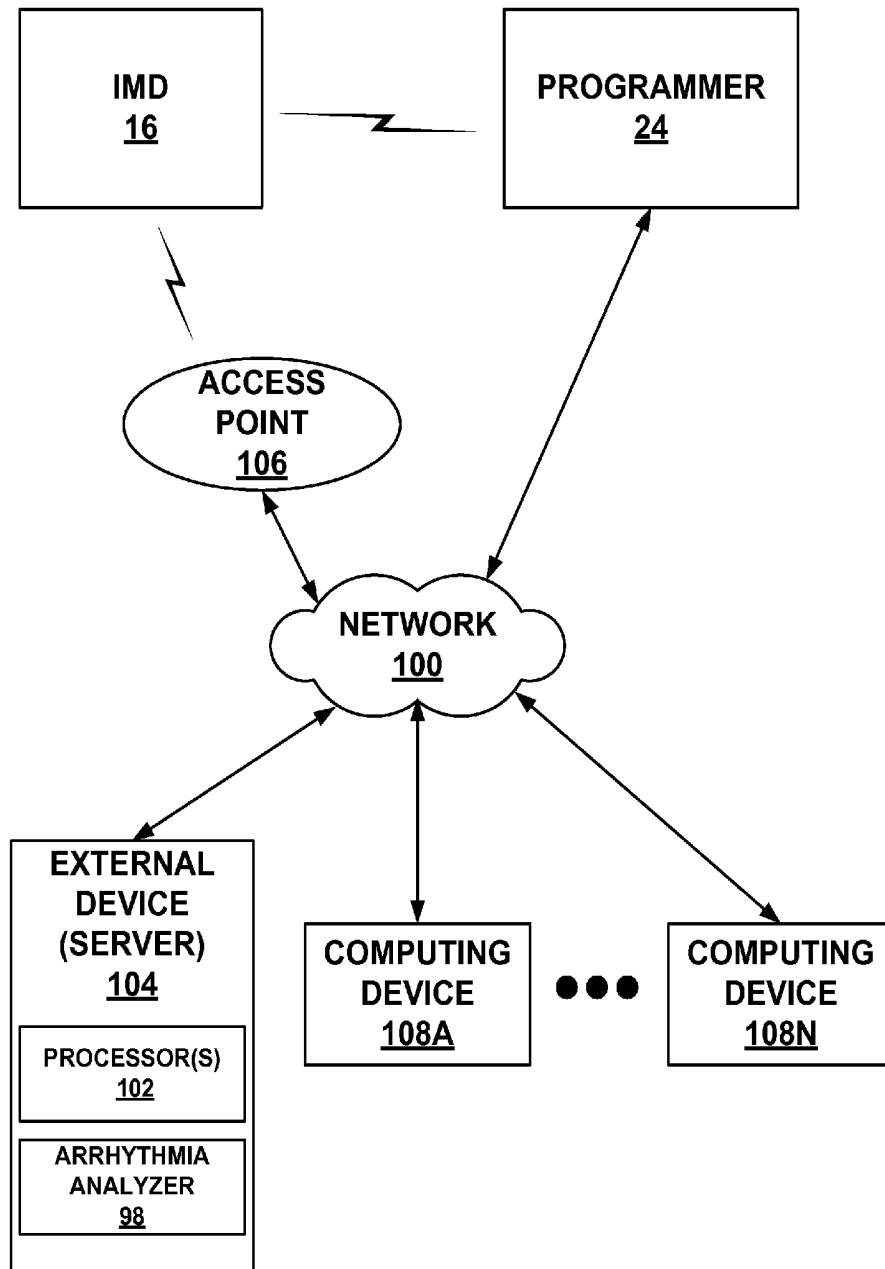 IMD
16
PROGRAMMER
24
ACCESS
POINT
106
NETWORK
100
EXTERNAL
DEVICE
(SERVER)
104
PROCESSOR(S)
102
ARRHYTHMIA
ANALYZER
98
COMPUTING
DEVICE
108A
COMPUTING
DEVICE
108N